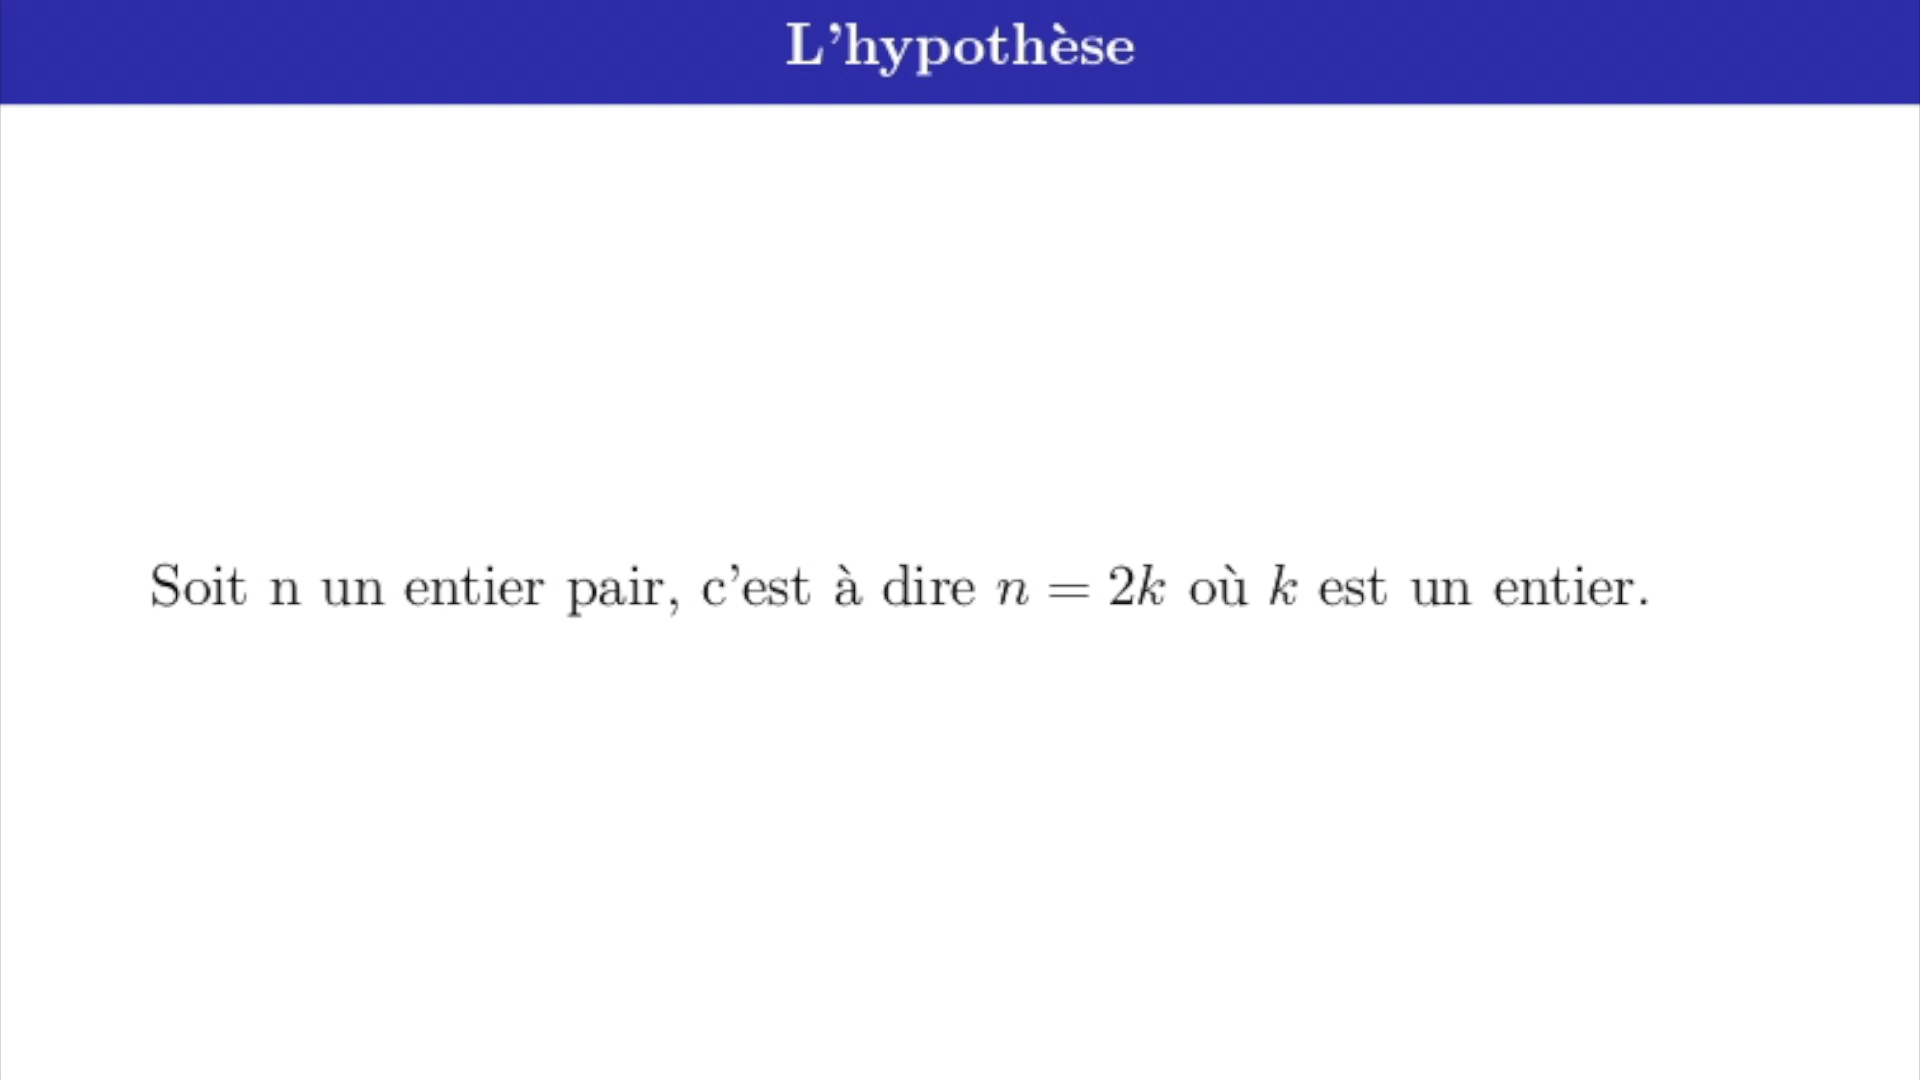 L'hypothèse
Soit n un entier pair, c'est à dire n = 2k où k est un entier.